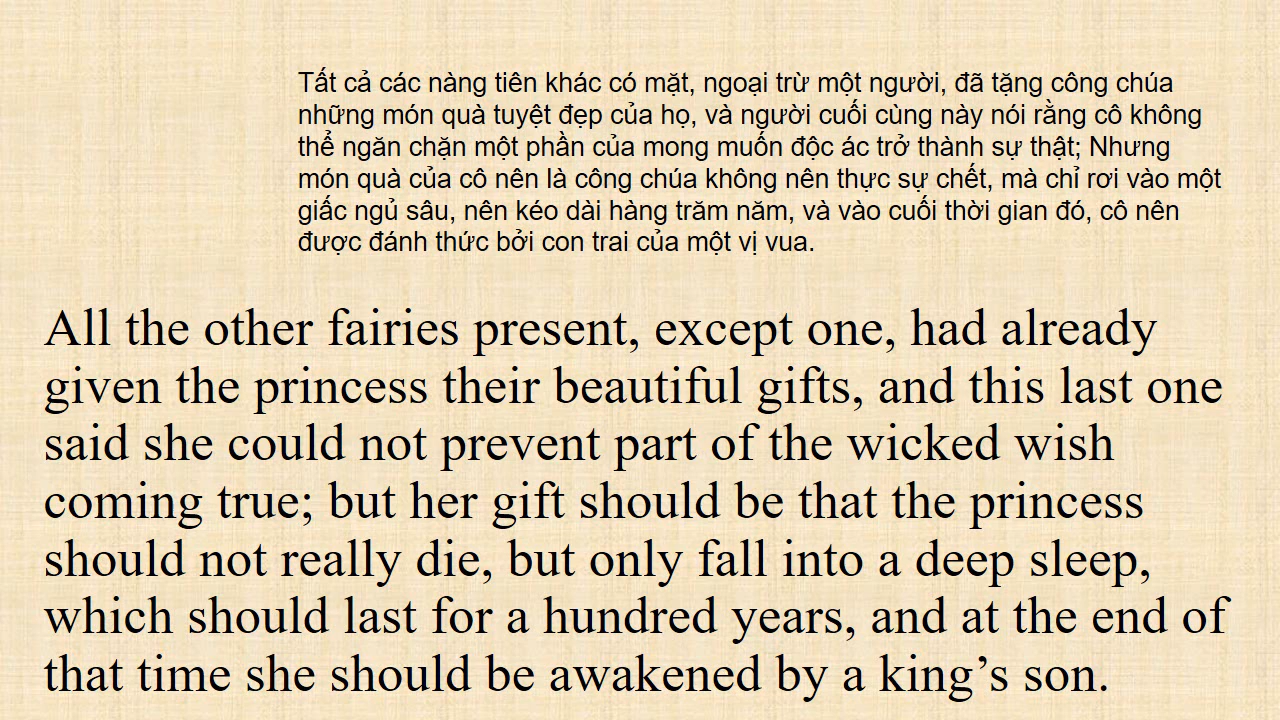 Tất cả các nàng tiên khác có mặt, ngoại trừ một người, đã tặng công chúa
những món quà tuyệt đẹp của họ, và người cuối cùng này nói rằng cô không
thể ngăn chặn một phần của mong muốn độc ác trở thành sự thật; Nhưng
món quà của cô nên là công chúa không nên thực sự chết, mà chỉ rơi vào một
giấc ngủ sâu, nên kéo dài hàng trăm năm, và vào cuối thời gian đó, cô nên
được đánh thức bởi con trai của một vị vua.
All the other fairies present, except one, had already
given the princess their beautiful gifts, and this last one
said she could not prevent part of the wicked wish
coming true; but her gift should be that the princess
should not really die, but only fall into a deep sleep,
which should last for a hundred years, and at the end of
that time she should be awakened by a king’s son.